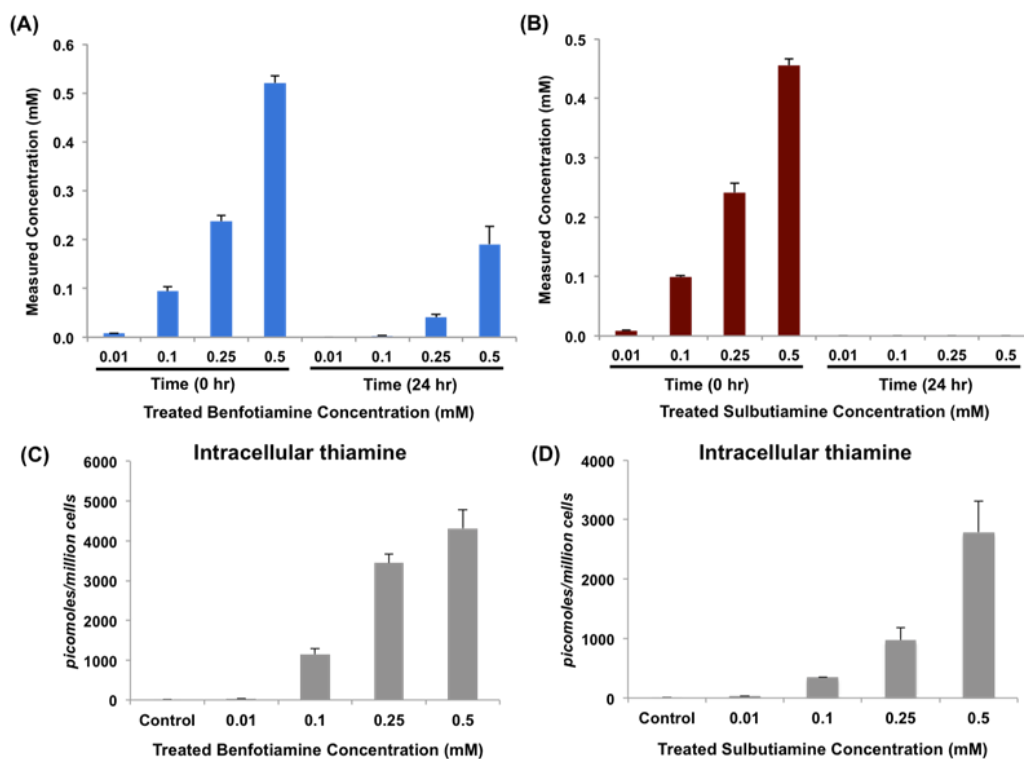 (A)
Measured Concentration (mM)
0.6
0.5
0.4
0.3
0.2
0.1
0.0
0.01 0.1 0.25 0.5 0.01 0.1 0.25 0.5
Time (0 hr) Time (24 hr)
Treated Benfotiamine Concentration (mM)
(B)
Measured Concentration (mM)
0.5
0.4
0.3
0.2
0.1
0.0
0.01 0.1 0.25 0.5 0.01 0.1 0.25 0.5
Time (0 hr) Time (24 hr)
Treated Sulbutiamine Concentration (mM)
(C)
Intracellular thiamine
picomoles/million cells
6000
5000
4000
3000
2000
1000
0
Control 0.01 0.1 0.25 0.5
Treated Benfotiamine Concentration (mM)
(D)
Intracellular thiamine
picomoles/million cells
4000
3000
2000
1000
0
Control 0.01 0.1 0.25 0.5
Treated Sulbutiamine Concentration (mM)